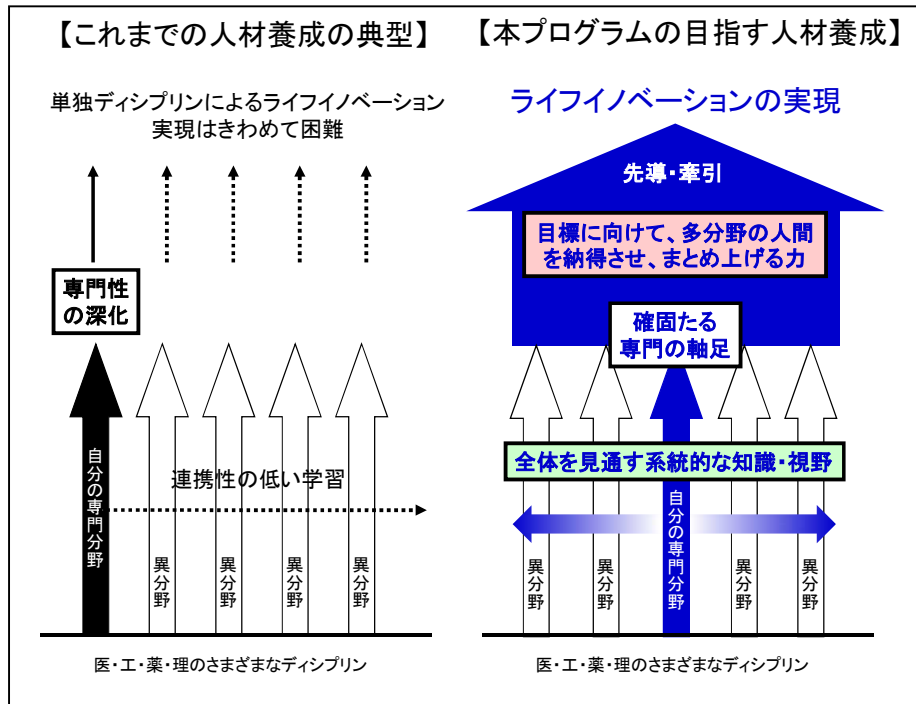 【これまでの人材養成の典型】
単独ディシプリンによるライフイノベーション
実現はきわめて困難
専門性
の深化
自分の専門分野
連携性の低い学習
異分野
異分野
異分野
異分野
医・工・薬・理のさまざまなディシプリン
【本プログラムの目指す人材養成】
ライフイノベーションの実現
先導・牽引
目標に向けて、多分野の人間
を納得させ、まとめ上げる力
確固たる
専門の軸足
全体を見通す系統的な知識・視野
異分野
異分野
自分の専門分野
異分野
異分野
医・工・薬・理のさまざまなディシプリン